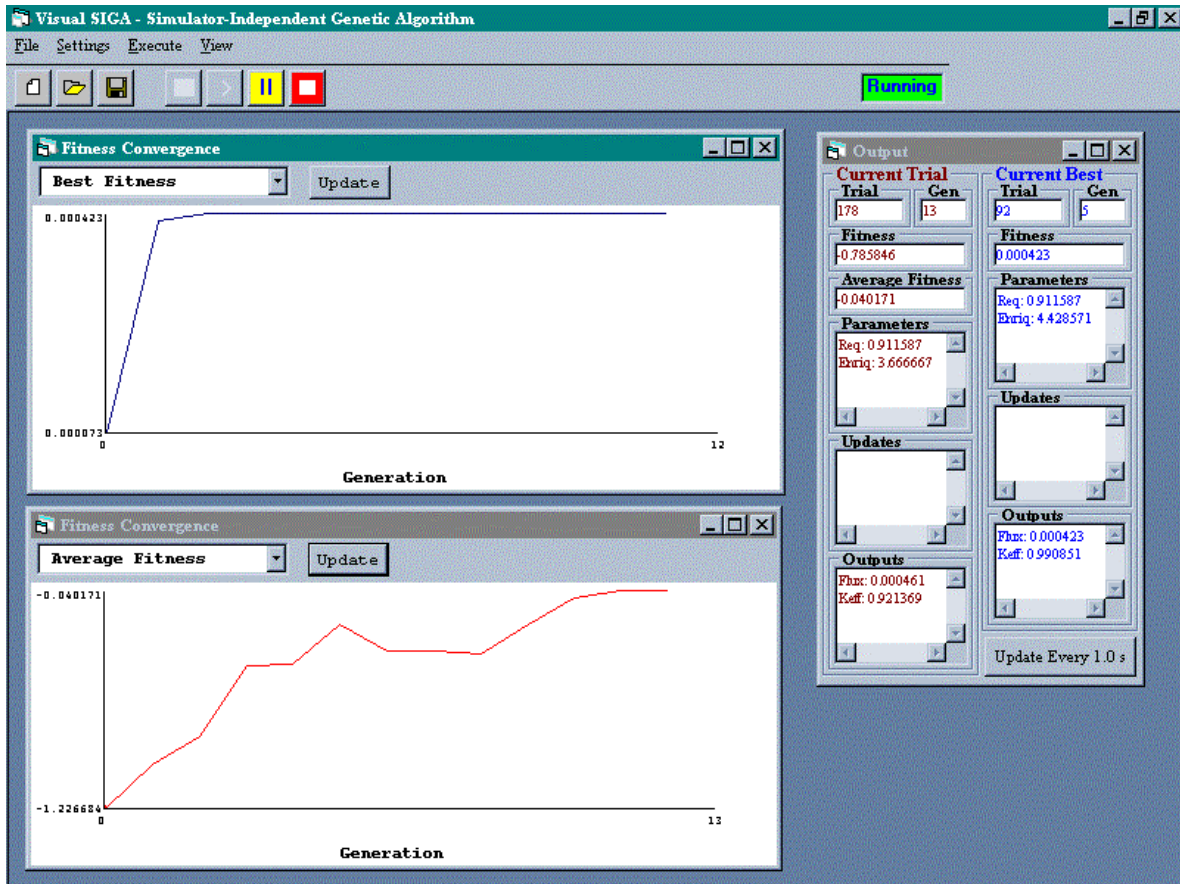 Visual SIGA - Simulator-Independent Genetic Algorithm
File Settings Execute View
Running
Fitness Convergence
Best Fitness
Update
0.000423
0.000073
0
12
Generation
Fitness Convergence
Average Fitness
Update
-0.040171
-1.226684
0
13
Generation
Output
Current Trial
Trial
Gen
178
13
Fitness
-0.785846
Average Fitness
-0.040171
Parameters
Req: 0.911587
Enriq: 3.666667
Updates
Outputs
Flux: 0.000461
Keff: 0.921369
Current Best
Trial
Gen
92
5
Fitness
0.000423
Parameters
Req: 0.911587
Enriq: 4.428571
Updates
Outputs
Flux: 0.000423
Keff: 0.990851
Update Every 1.0 s